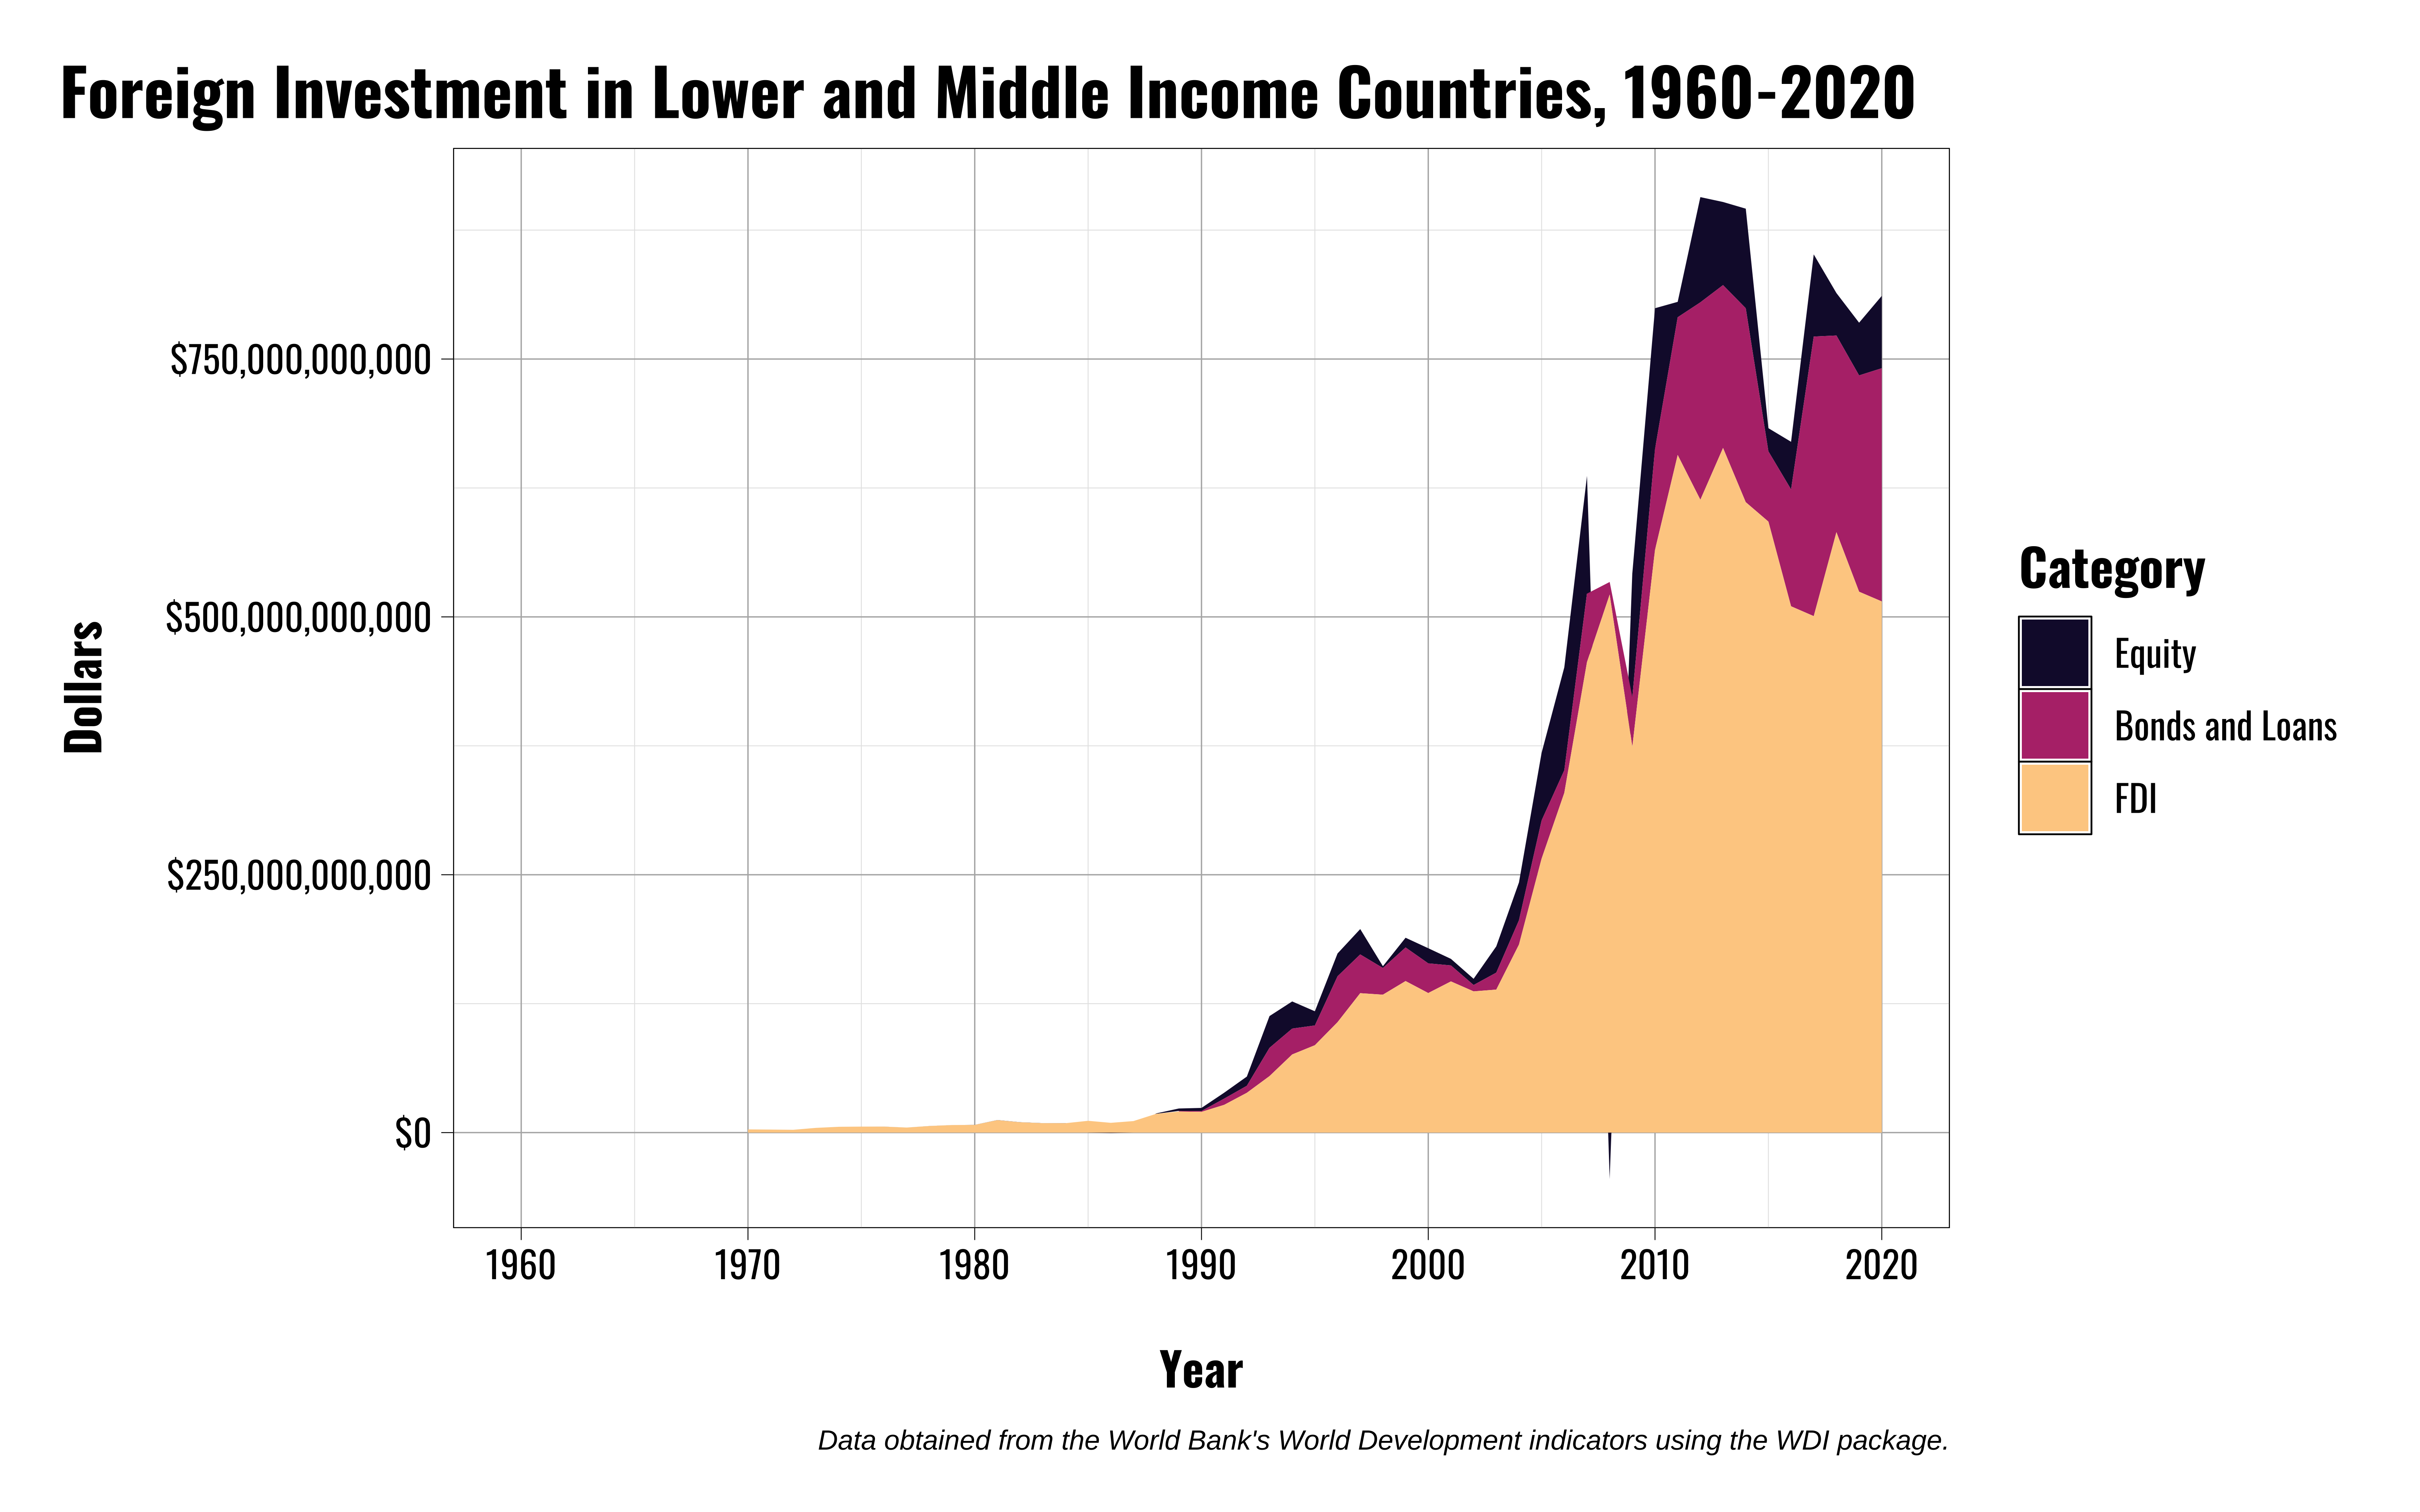 Foreign Investment in Lower and Middle Income Countries, 1960-2020
Dollars
$750,000,000,000
$500,000,000,000
$250,000,000,000
$0
1960 1970 1980 1990 2000 2010 2020
Year
Category
Equity
Bonds and Loans
FDI
Data obtained from the World Bank's World Development indicators using the WDI package.